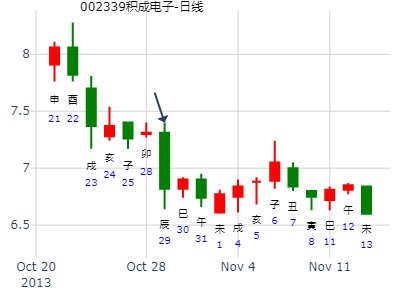 002339积成电子-日线
8
7.5
7
6.5
申
21
酉
22
戌
23
亥
24
子
25
卯
28
辰
29
巳
30
午
31
未
1
戌
4
亥
5
子
6
丑
7
寅
8
巳
11
午
12
未
13
Oct 20
2013
Oct 28
Nov 4
Nov 11